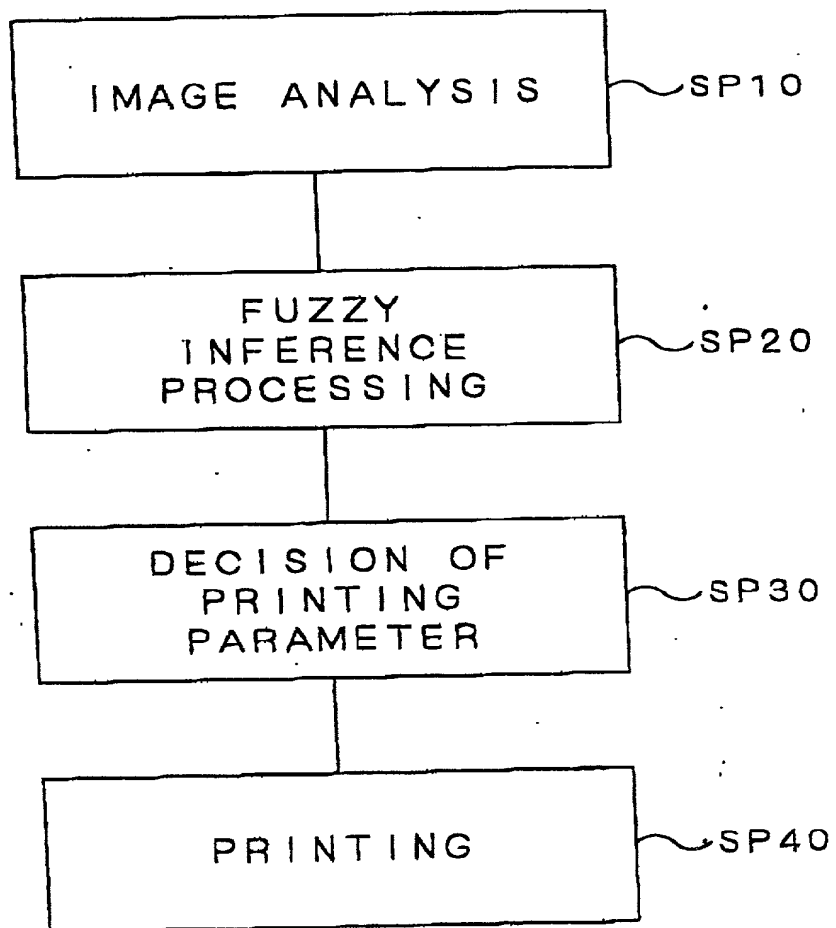 IMAGE ANALYSIS
SP10
FUZZY
INFERENCE
PROCESSING
SP20
DECISION OF
PRINTING
PARAMETER
SP30
PRINTING
SP40